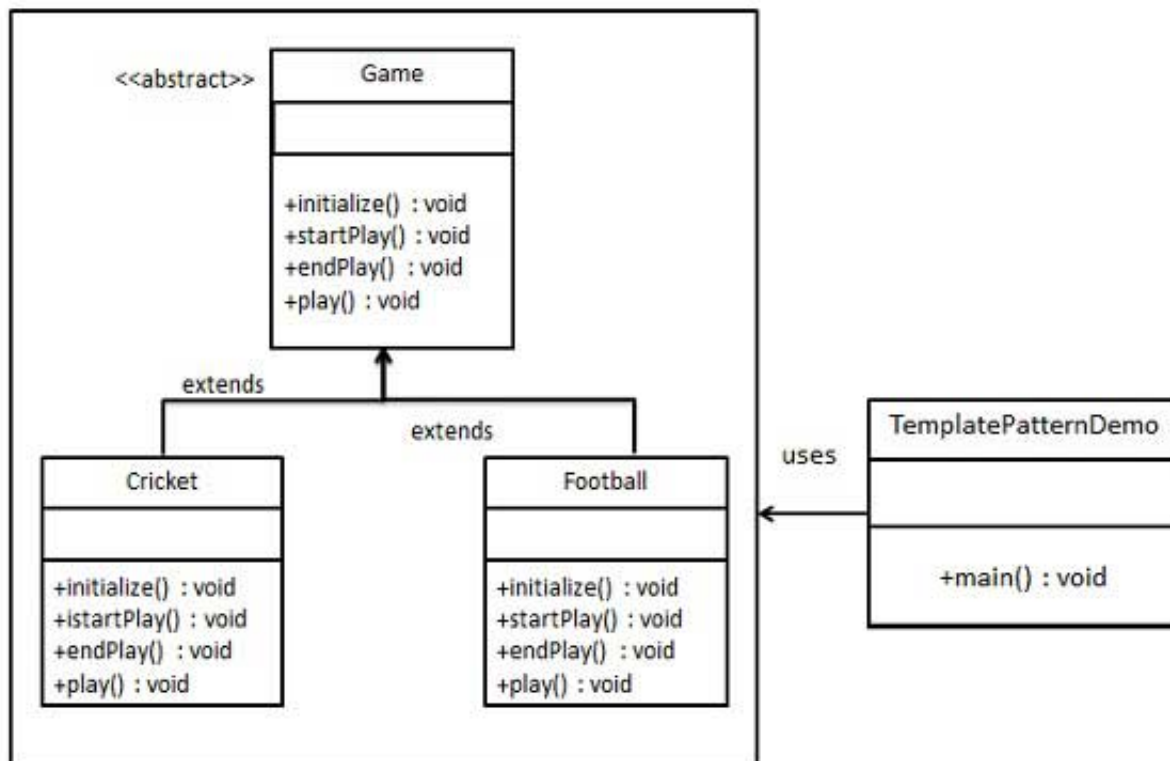 <<abstract>>
Game
+initialize() : void
+startPlay() : void
+endPlay() : void
+play() : void
extends
extends
Cricket
+initialize() : void
+istartPlay() : void
+endPlay() : void
+play() : void
Football
+initialize() : void
+startPlay() : void
+endPlay() : void
+play() : void
uses
TemplatePatternDemo
+main() : void